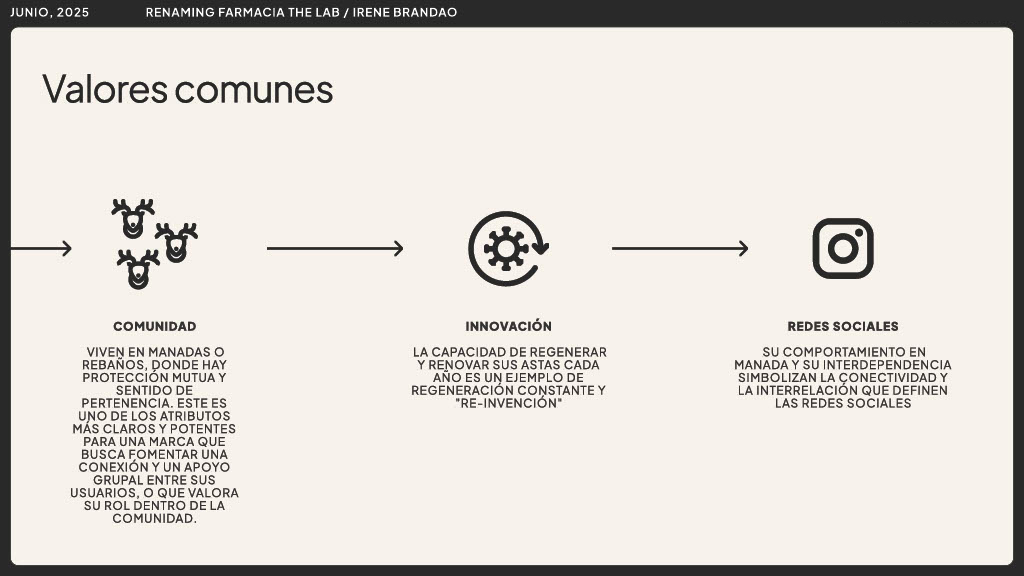 JUNIO, 2025
RENAMING FARMACIA THE LAB / IRENE BRANDAO
Valores comunes
COMUNIDAD
VIVEN EN MANADAS O
REBAÑOS, DONDE HAY
PROTECCIÓN MUTUA Y
SENTIDO DE
PERTENENCIA. ESTE ES
UNO DE LOS ATRIBUTOS
MÁS CLAROS Y POTENTES
PARA UNA MARCA QUE
BUSCA FOMENTAR UNA
CONEXIÓN Y UN APOYO
GRUPAL ENTRE SUS
USUARIOS, O QUE VALORA
SU ROL DENTRO DE LA
COMUNIDAD.
INNOVACIÓN
LA CAPACIDAD DE REGENERAR
Y RENOVAR SUS ASTAS CADA
AÑO ES UN EJEMPLO DE
REGENERACIÓN CONSTANTE Y
"RE-INVENCIÓN"
REDES SOCIALES
SU COMPORTAMIENTO EN
MANADA Y SU INTERDEPENDENCIA
SIMBOLIZAN LA CONECTIVIDAD Y
LA INTERRELACIÓN QUE DEFINEN
LAS REDES SOCIALES